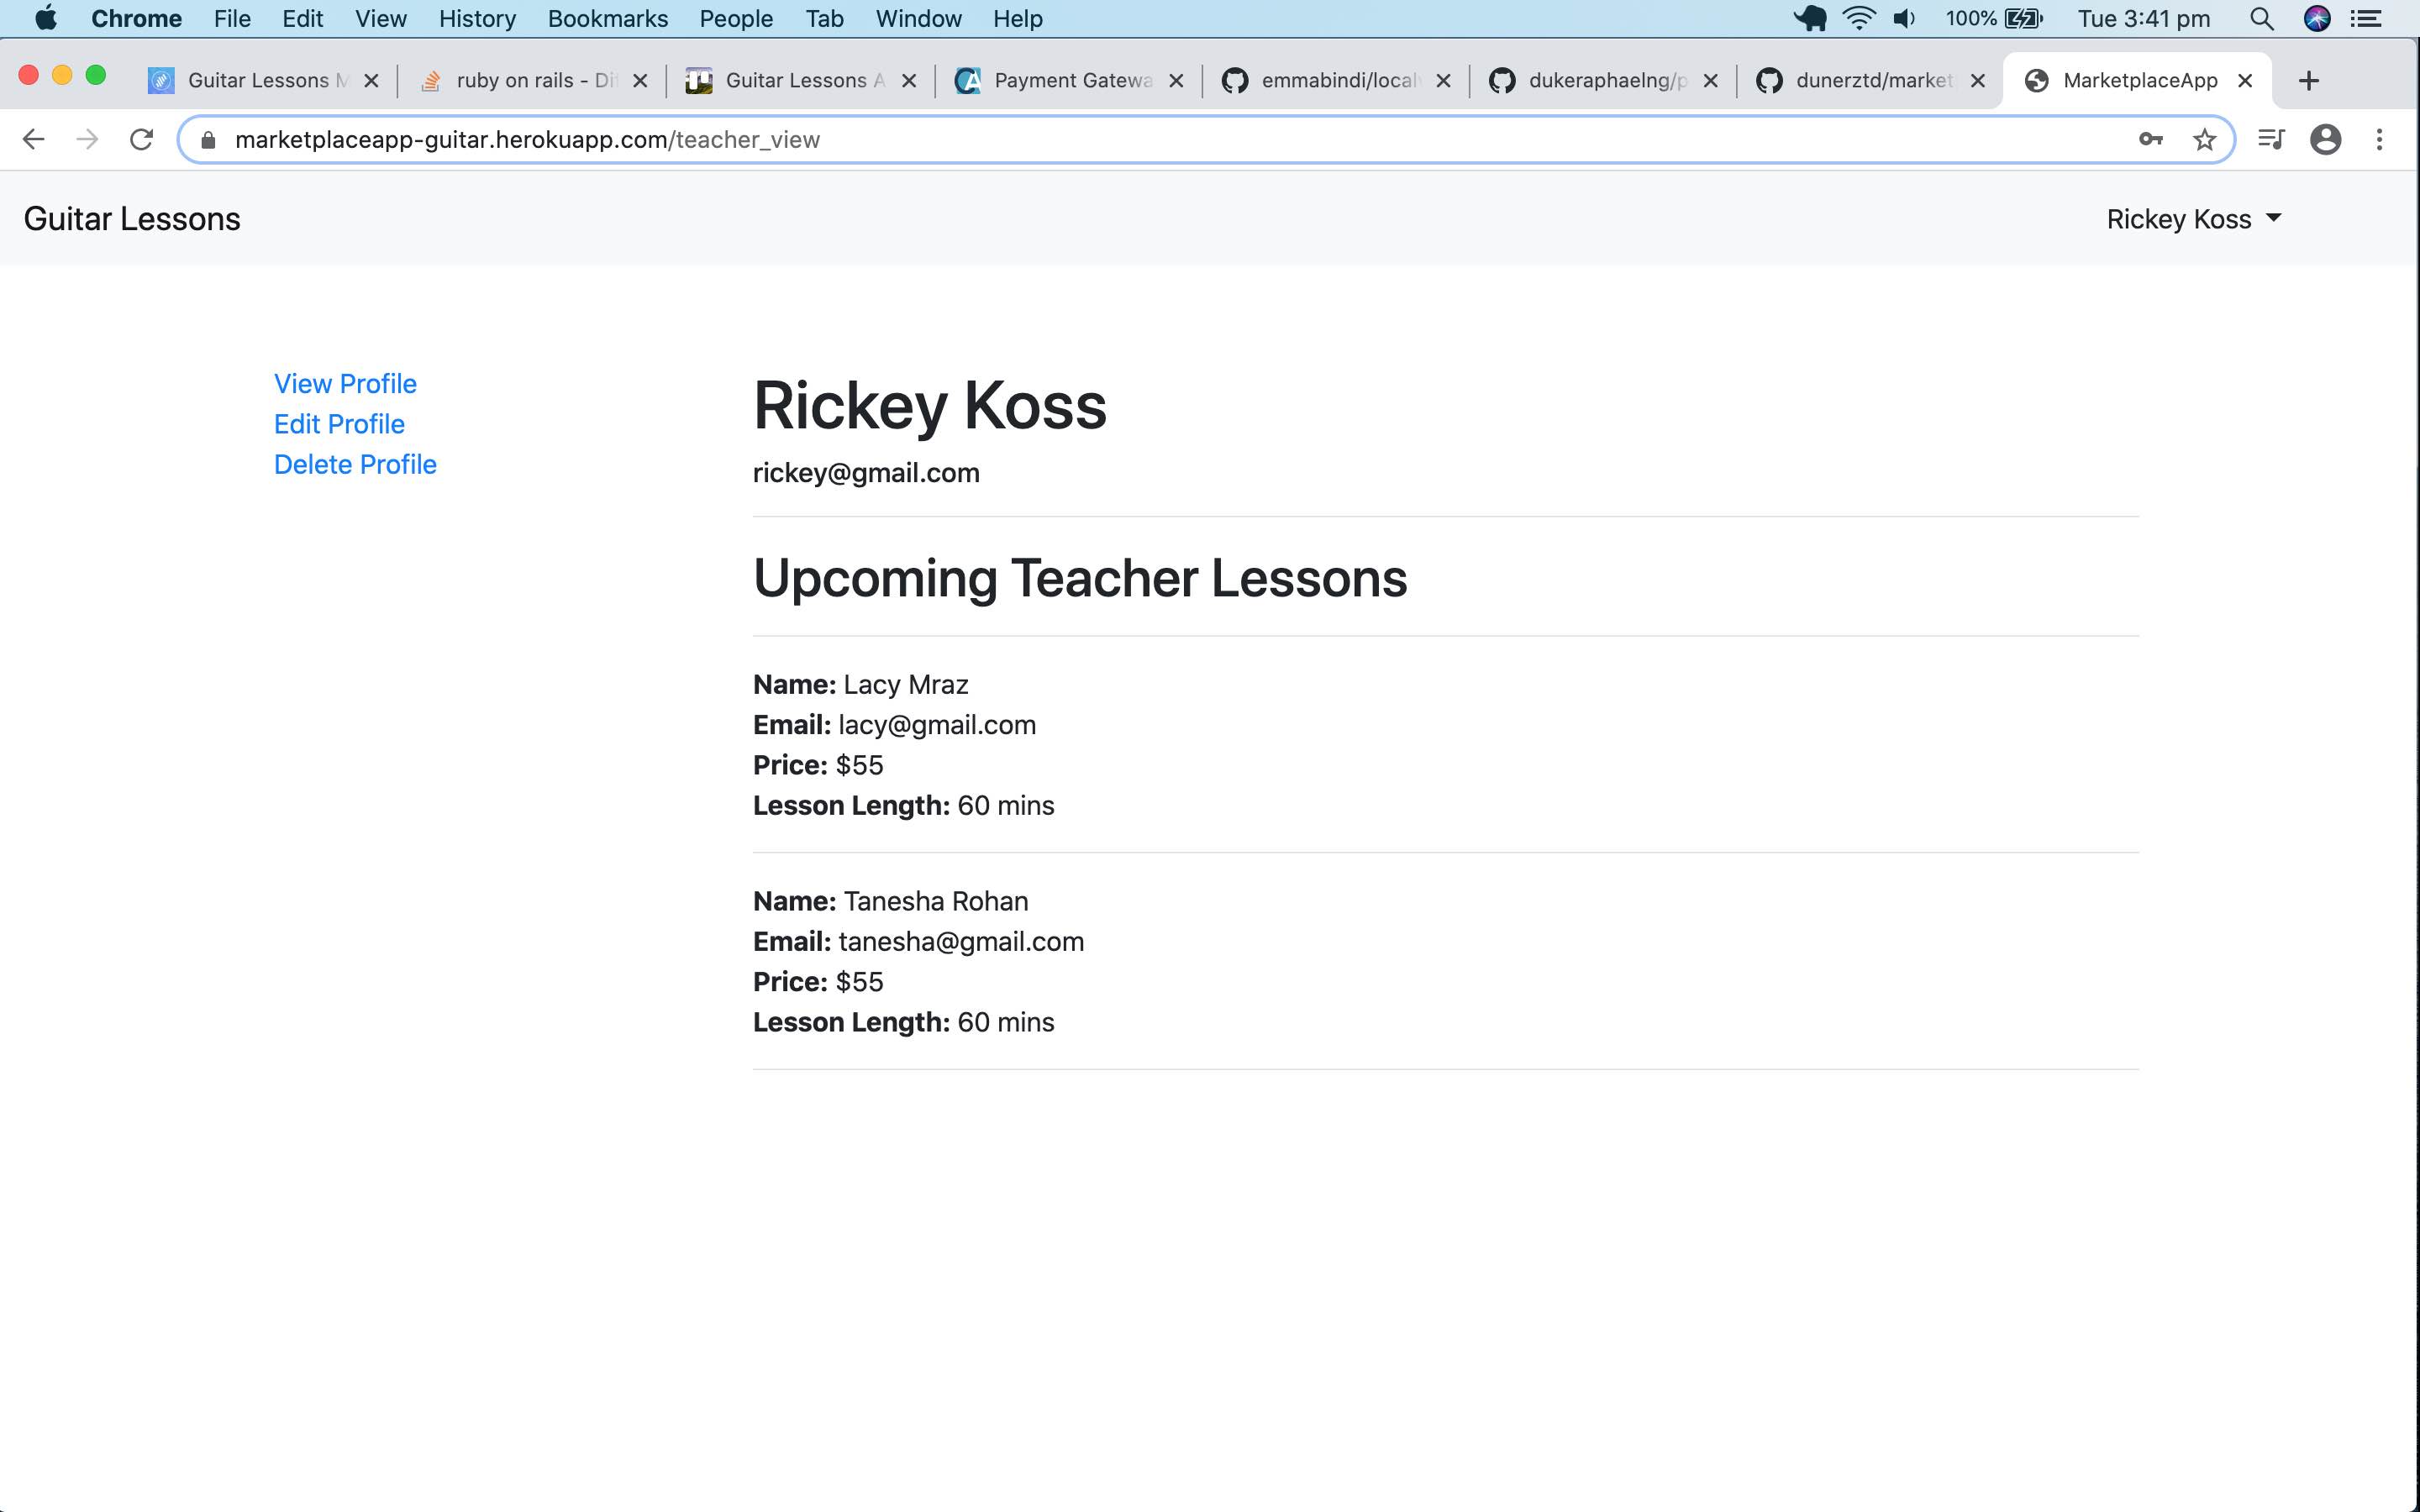 Chrome File Edit View History Bookmarks People Tab Window Help 100% Tue 3:41 pm
Guitar Lessons M ruby on rails - Di Guitar Lessons A Payment Gatewa emmabindi/local dukeraphaelng/p dunerztd/market MarketplaceApp
marketplaceapp-guitar.herokuapp.com/teacher_view
Guitar Lessons Rickey Koss
View Profile
Edit Profile
Delete Profile
Rickey Koss
rickey@gmail.com
Upcoming Teacher Lessons
Name: Lacy Mraz
Email: lacy@gmail.com
Price: $55
Lesson Length: 60 mins
Name: Tanesha Rohan
Email: tanesha@gmail.com
Price: $55
Lesson Length: 60 mins